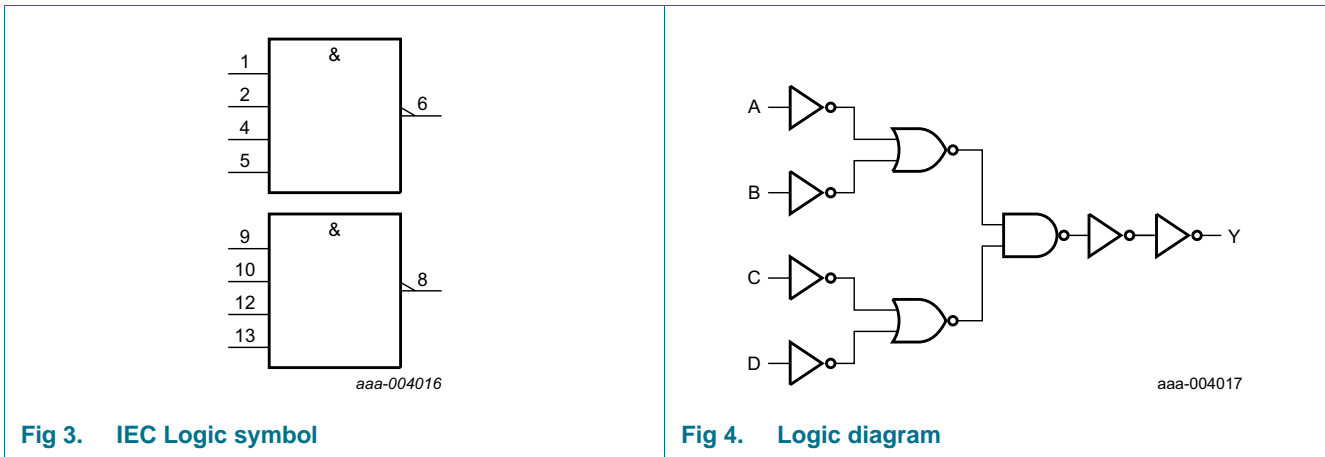 &
1
2
4
5
6
&
9
10
12
13
8
aaa-004016
Fig 3. IEC Logic symbol
A
B
C
D
Y
aaa-004017
Fig 4. Logic diagram